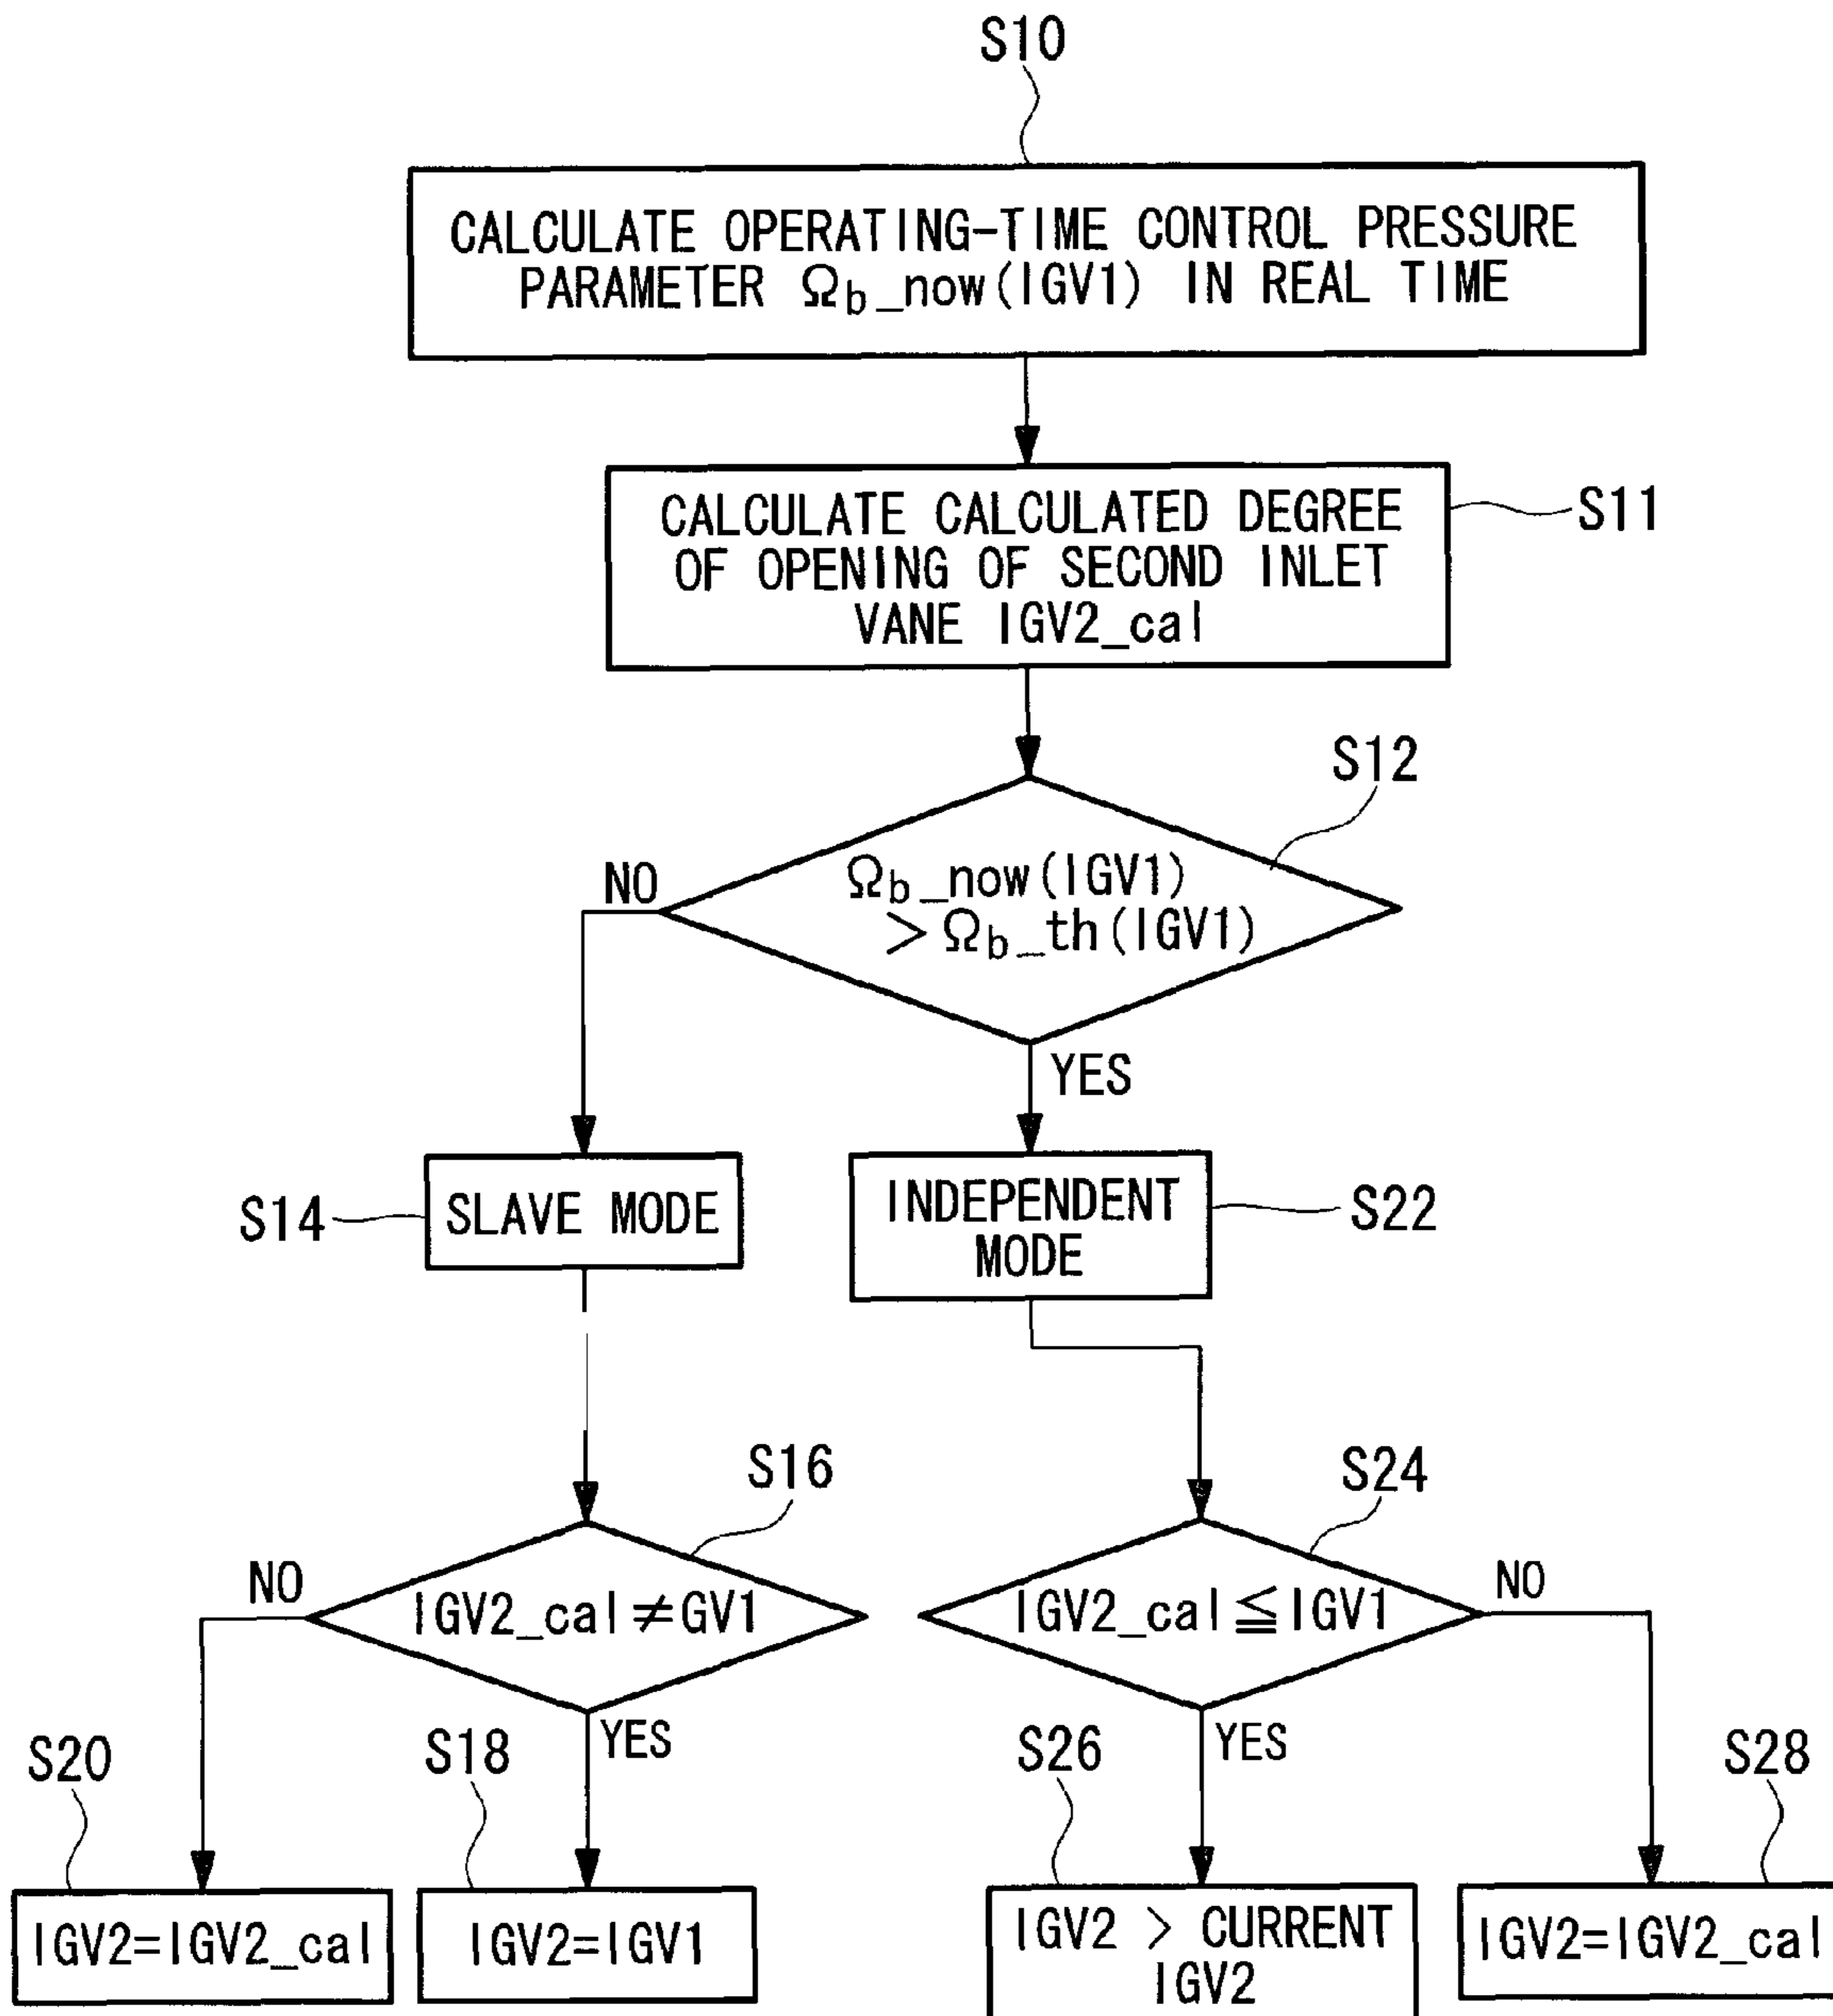 S10
CALCULATE OPERATING-TIME CONTROL PRESSURE
PARAMETER Ωb_now(IGV1) IN REAL TIME
CALCULATE CALCULATED DEGREE
OF OPENING OF SECOND INLET
VANE IGV2_cal
S11
S12
NO
Ωb_now(IGV1)
>Ωb_th(IGV1)
YES
S14
SLAVE MODE
INDEPENDENT
MODE
S22
S16
S24
NO
IGV2_cal≠GV1
IGV2_cal≦IGV1
NO
S20
S18
YES
S26
YES
S28
IGV2=IGV2_cal
IGV2=IGV1
IGV2 > CURRENT
IGV2
IGV2=IGV2_cal